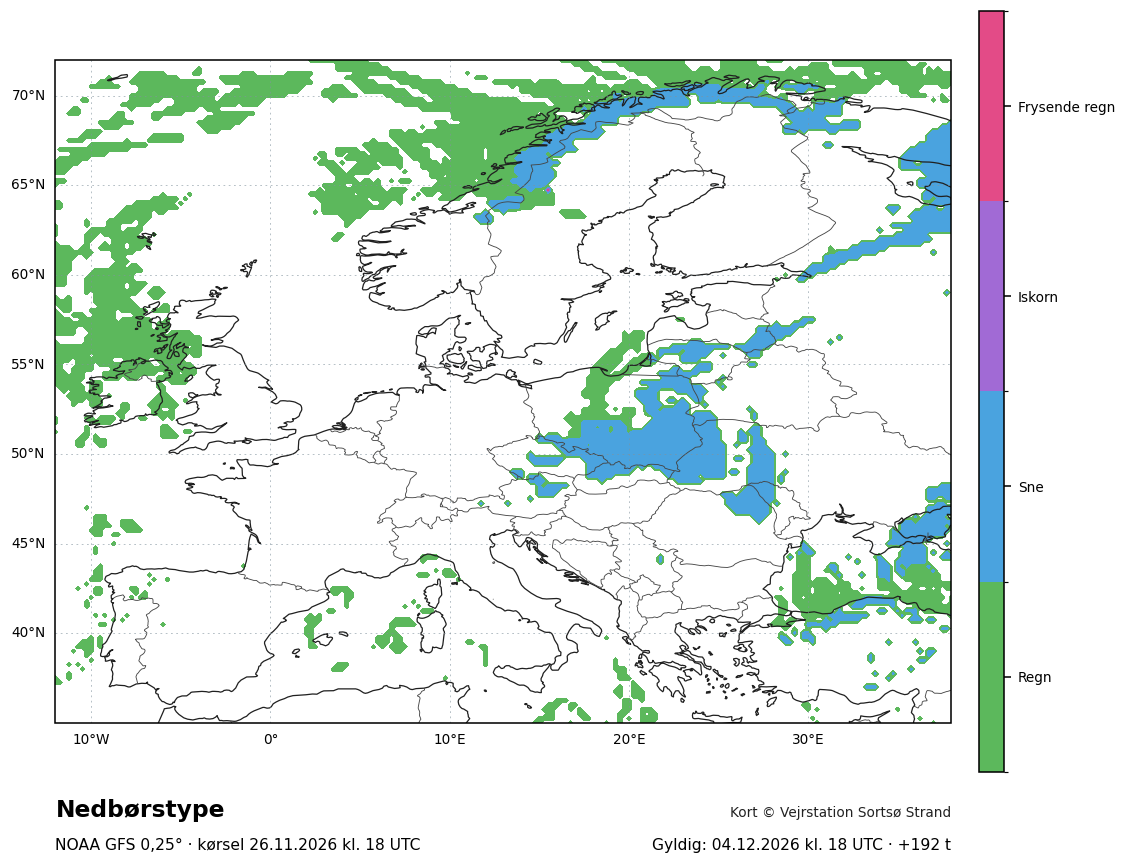 70°N
65°N
60°N
55°N
50°N
45°N
40°N
10°W
0°
10°E
20°E
30°E
Frysende regn
Iskorn
Sne
Regn
Nedbørstype
Kort © Vejrstation Sortsø Strand
NOAA GFS 0,25° · kørsel 26.11.2026 kl. 18 UTC
Gyldig: 04.12.2026 kl. 18 UTC · +192 t